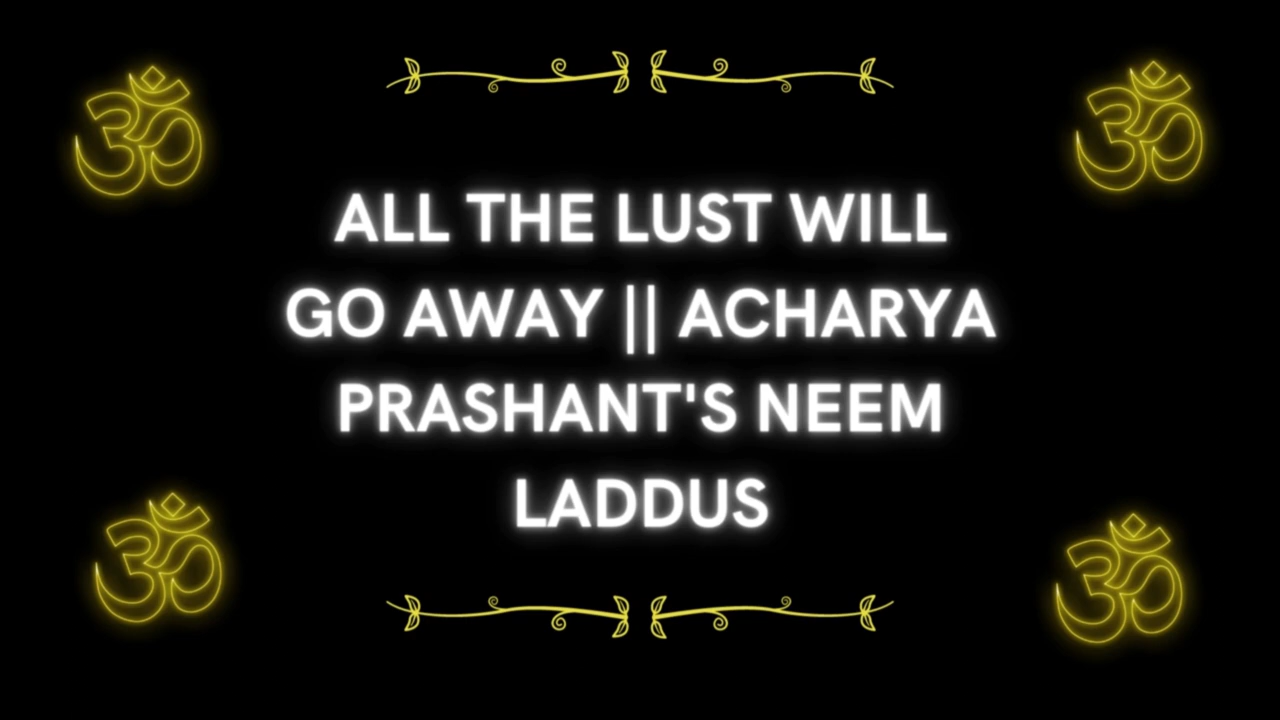 ALL THE LUST WILL
GO AWAY || ACHARYA
PRASHANT'S NEEM
LADDUS
ॐ
ॐ
ॐ
ॐ